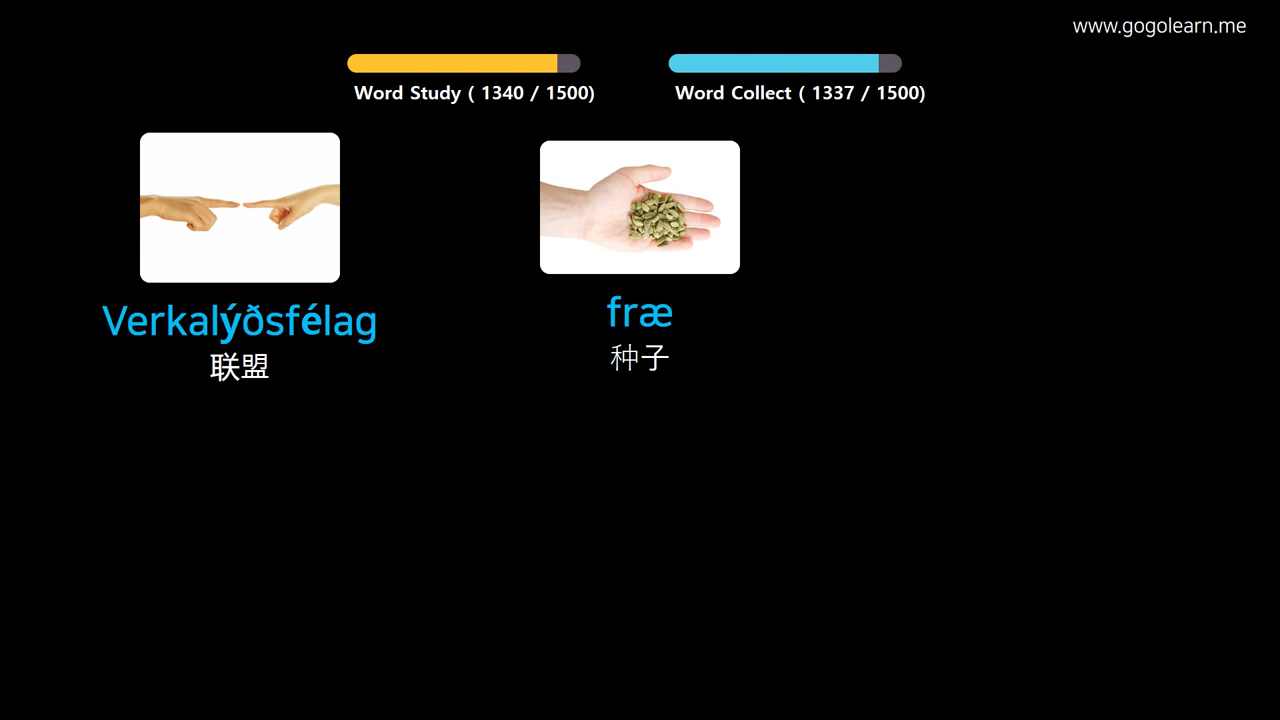 www.gogolearn.me
Word Study ( 1340 / 1500)
Word Collect ( 1337 / 1500)
Verkalýðsfélag
联盟
fræ
种子